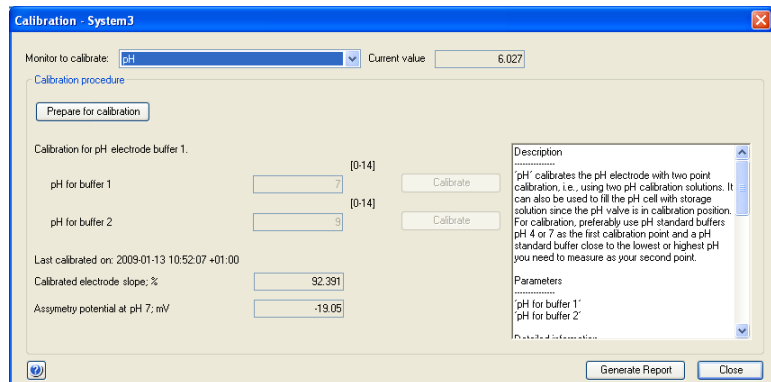 Calibration - System3
Monitor to calibrate: pH Current value 6.027
Calibration procedure
Prepare for calibration
Calibration for pH electrode buffer 1.
[0-14]
pH for buffer 1 7 Calibrate
[0-14]
pH for buffer 2 9 Calibrate
Last calibrated on: 2009-01-13 10:52:07 +01:00
Calibrated electrode slope; % 92.391
Assymetry potential at pH 7; mV -19.05
Description
---------------
'pH' calibrates the pH electrode with two point
calibration, i.e., using two pH calibration solutions. It
can also be used to fill the pH cell with storage
solution since the pH valve is in calibration position.
For calibration, preferably use pH standard buffers
pH 4 or 7 as the first calibration point and a pH
standard buffer close to the lowest or highest pH
you need to measure as your second point.
Parameters
---------------
'pH for buffer 1'
'pH for buffer 2'
Detailed information
Generate Report Close